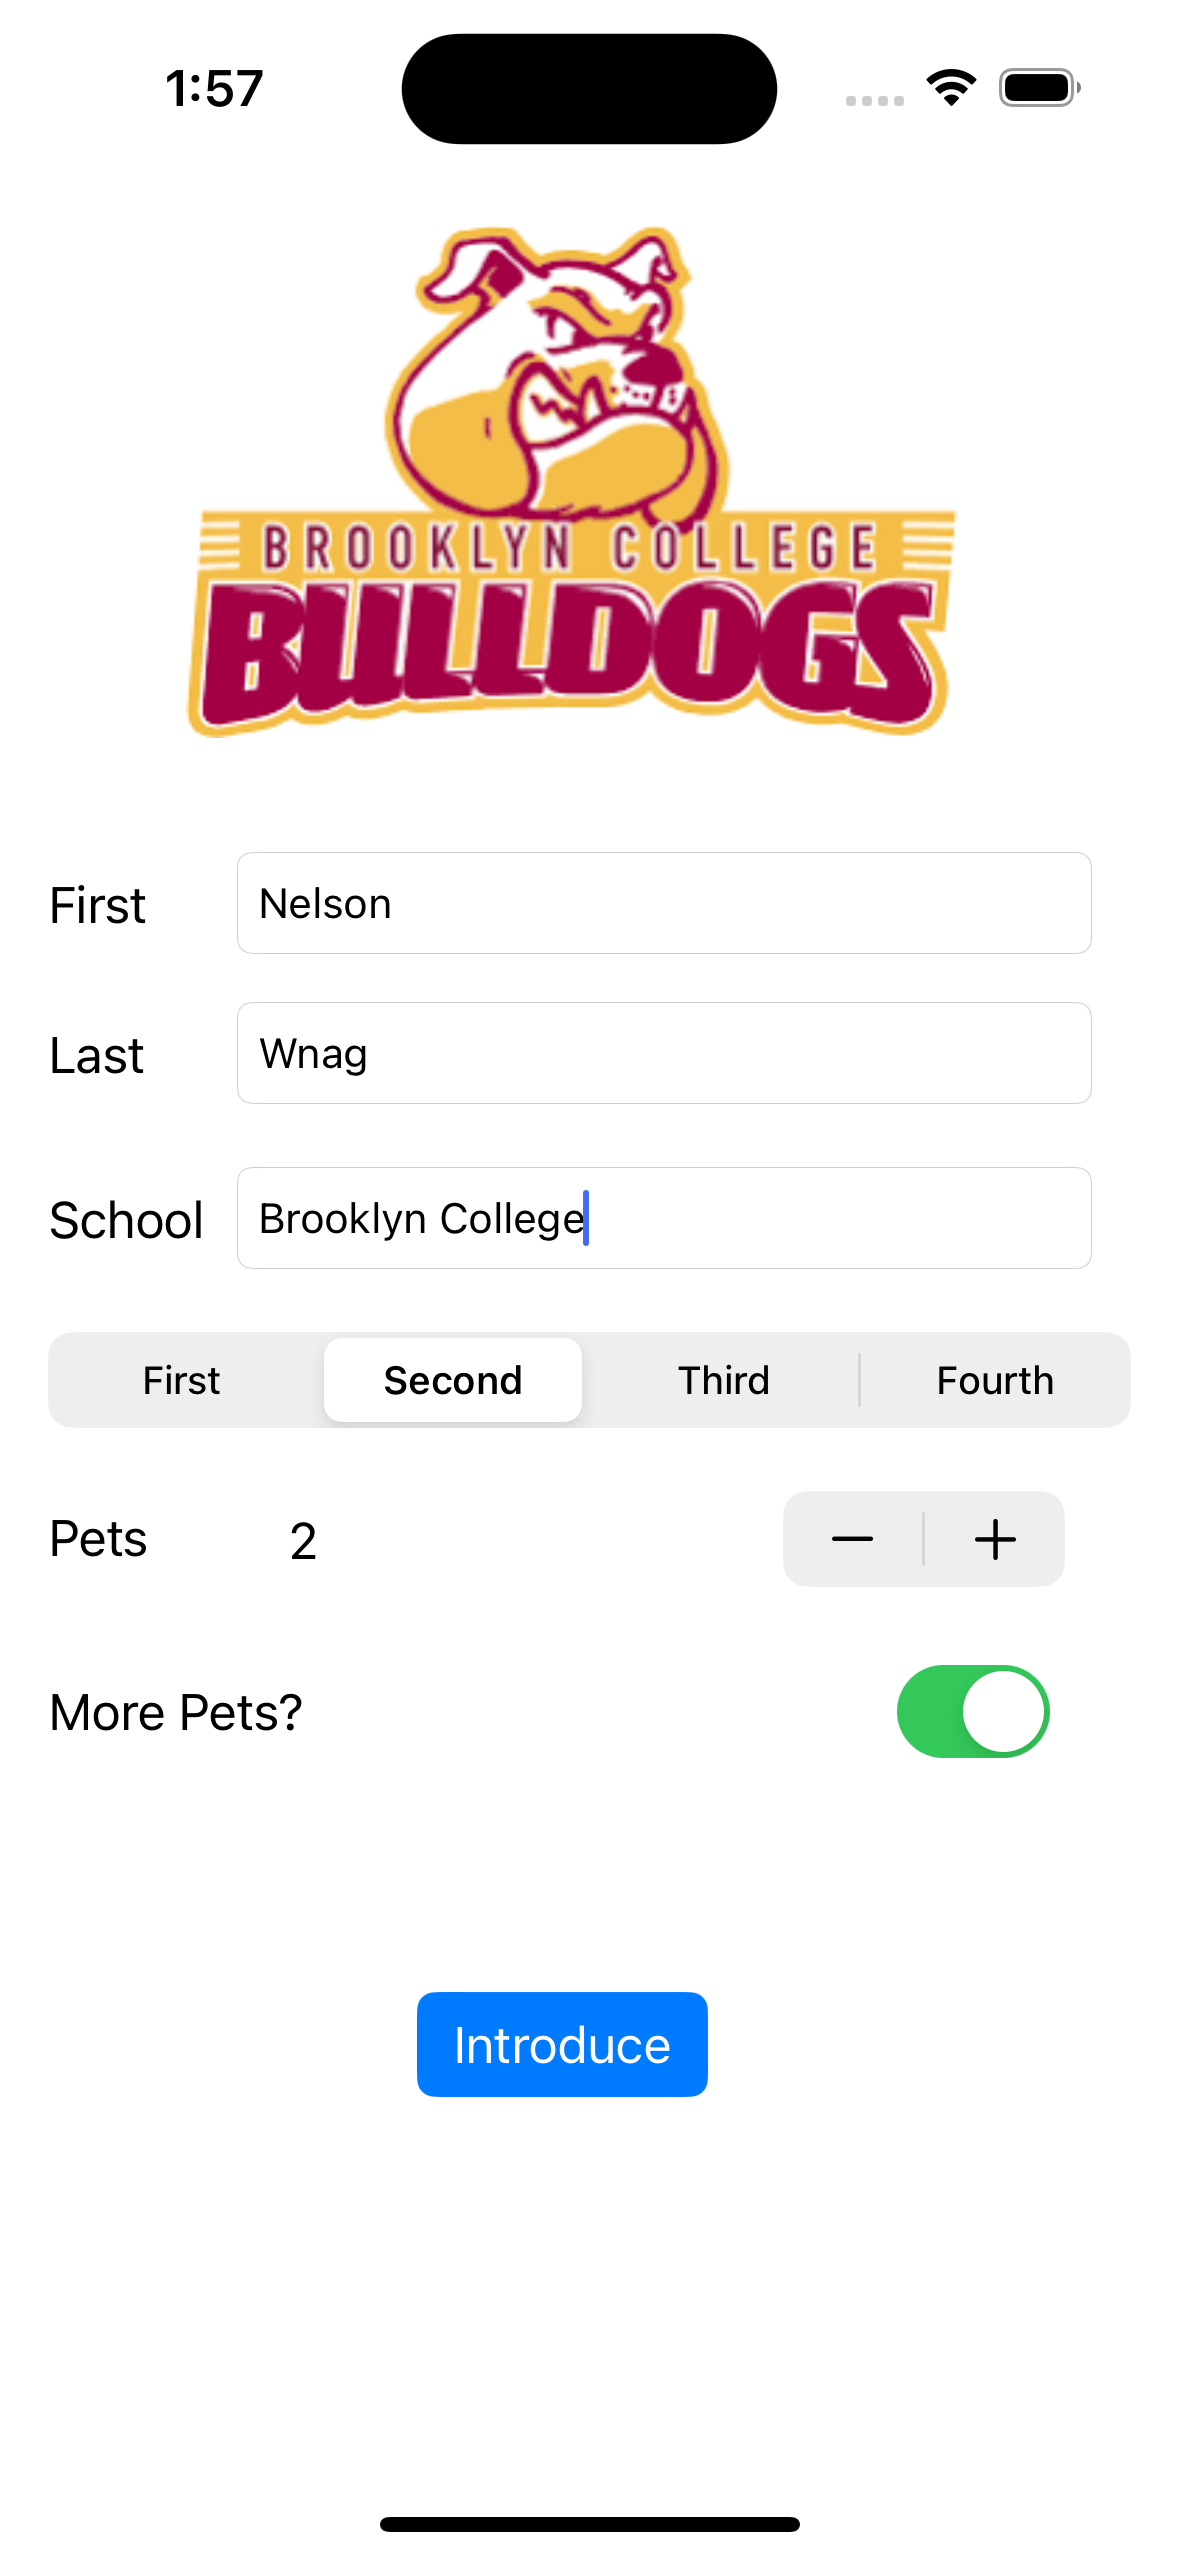 1:57
BROOKLYN COLLEGE
BULLDOGS
First Nelson
Last Wnag
School Brooklyn College
First Second Third Fourth
Pets 2
More Pets?
Introduce